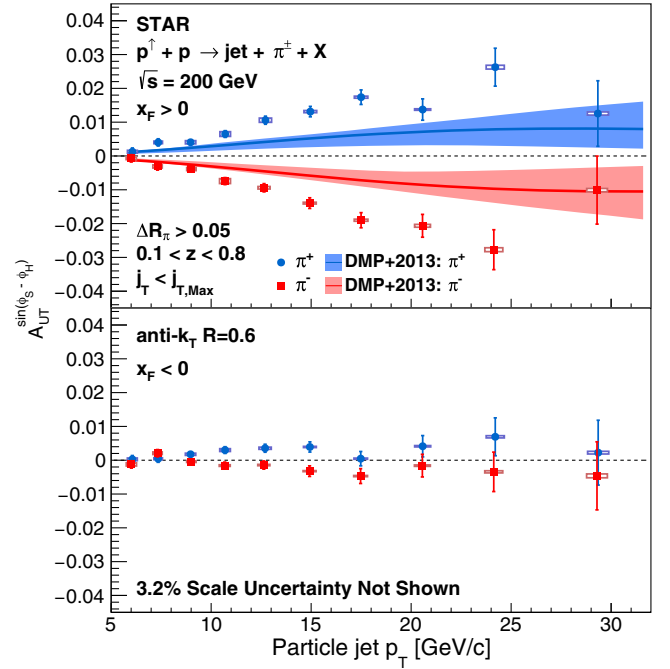 STAR
p↑ + p → jet + π± + X
√s = 200 GeV
x_F > 0
0.04
0.03
0.02
0.01
0
−0.01
−0.02
−0.03
−0.04
ΔR_π > 0.05
0.1 < z < 0.8
j_T < j_T,Max
π+ DMP+2013: π+
π- DMP+2013: π-
A_UT^sin(ϕ_S - ϕ_H)
anti-k_T R=0.6
x_F < 0
0.04
0.03
0.02
0.01
0
−0.01
−0.02
−0.03
−0.04
3.2% Scale Uncertainty Not Shown
5 10 15 20 25 30
Particle jet p_T [GeV/c]